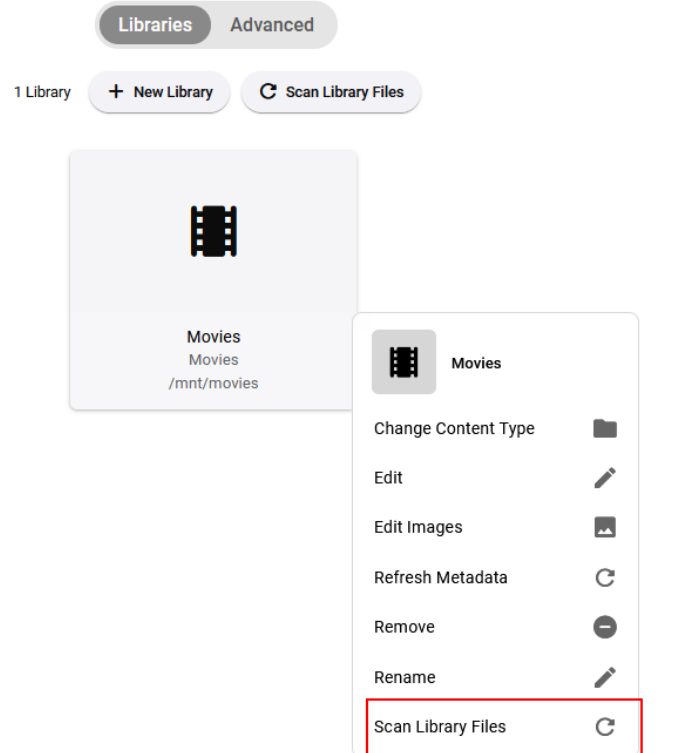 Libraries
Advanced
1 Library
New Library
Scan Library Files
Movies
Movies
/mnt/movies
Movies
Change Content Type
Edit
Edit Images
Refresh Metadata
Remove
Rename
Scan Library Files